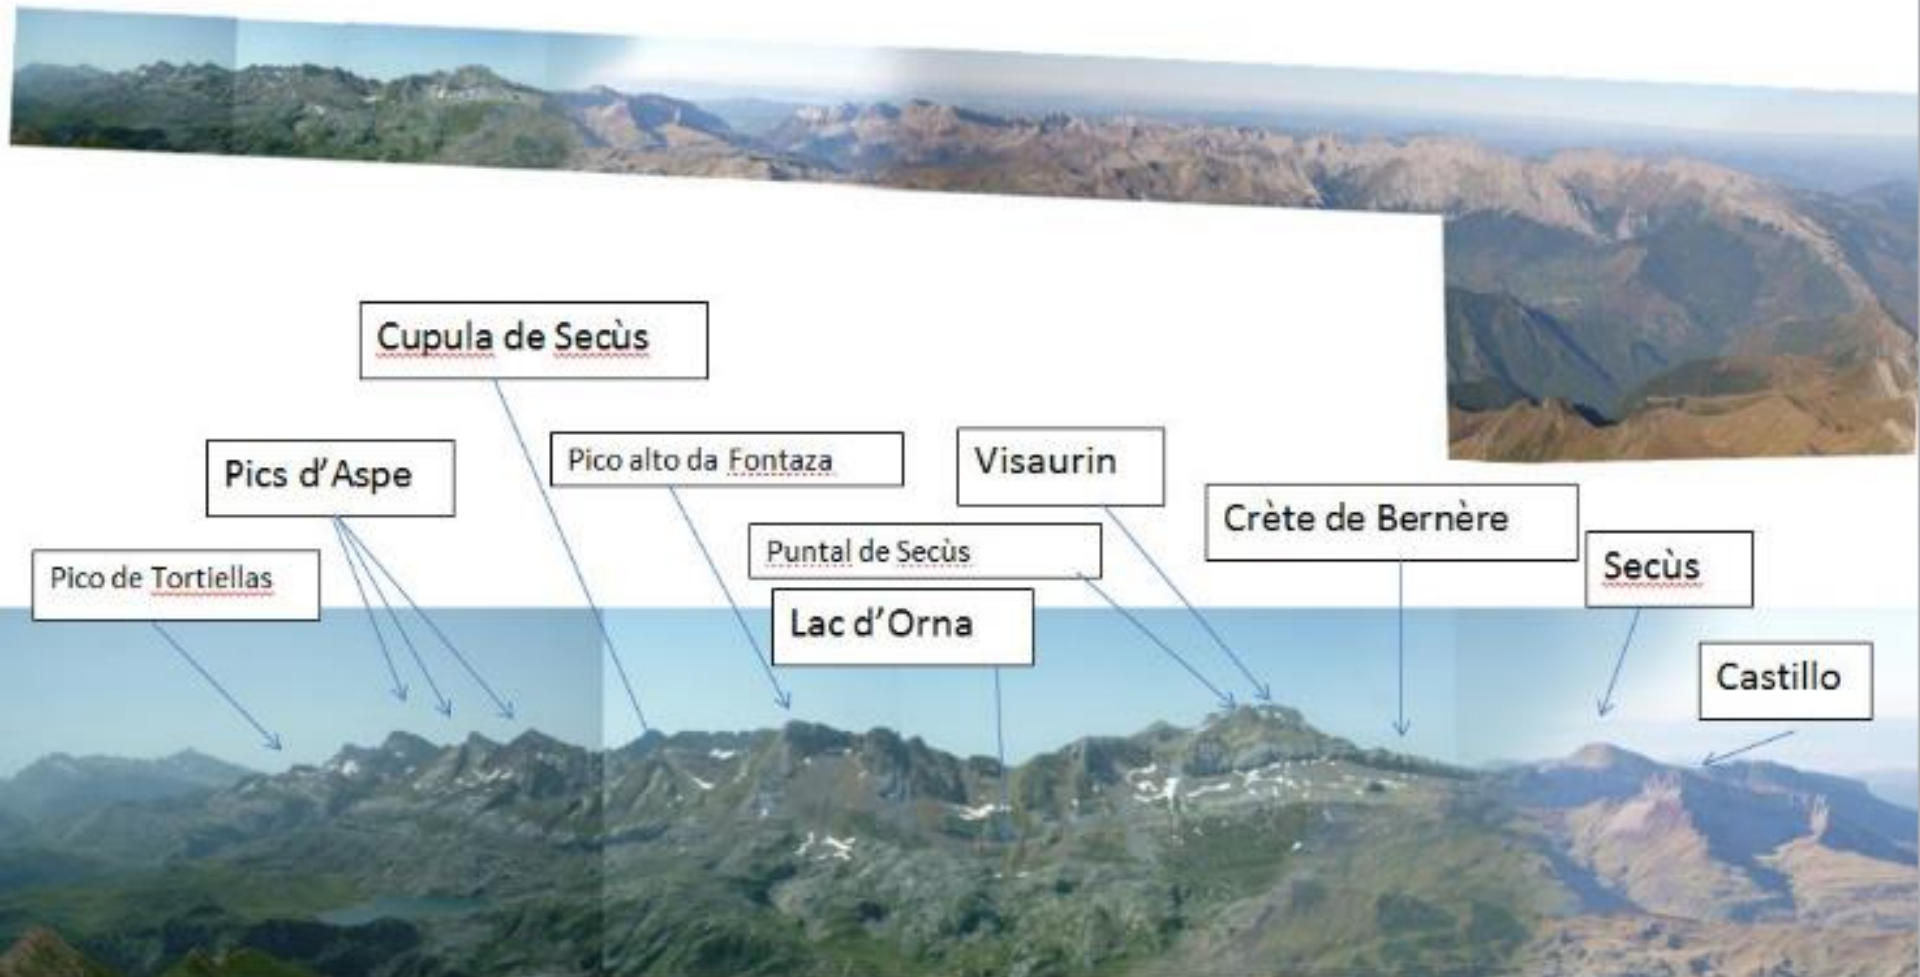 Cupula de Secùs
Pics d'Aspe
Pico alto da Fontaza
Visaurin
Crète de Bernère
Puntal de Secùs
Secùs
Pico de Tortiellas
Lac d'Orna
Castillo